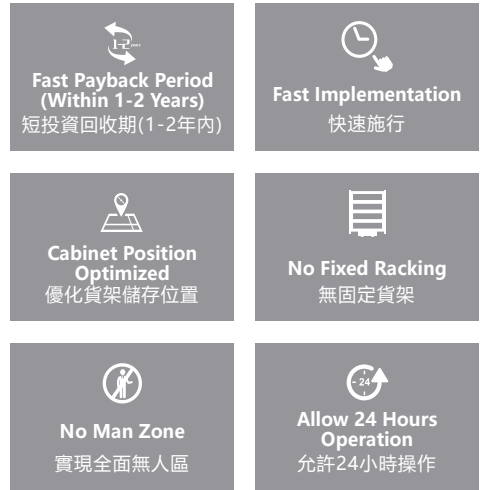 1-2
Fast Payback Period
(Within 1-2 Years)
短投資回收期(1-2年內)
Fast Implementation
快速施行
Cabinet Position
Optimized
優化貨架儲存位置
No Fixed Racking
無固定貨架
No Man Zone
實現全面無人區
24
Allow 24 Hours
Operation
允許24小時操作